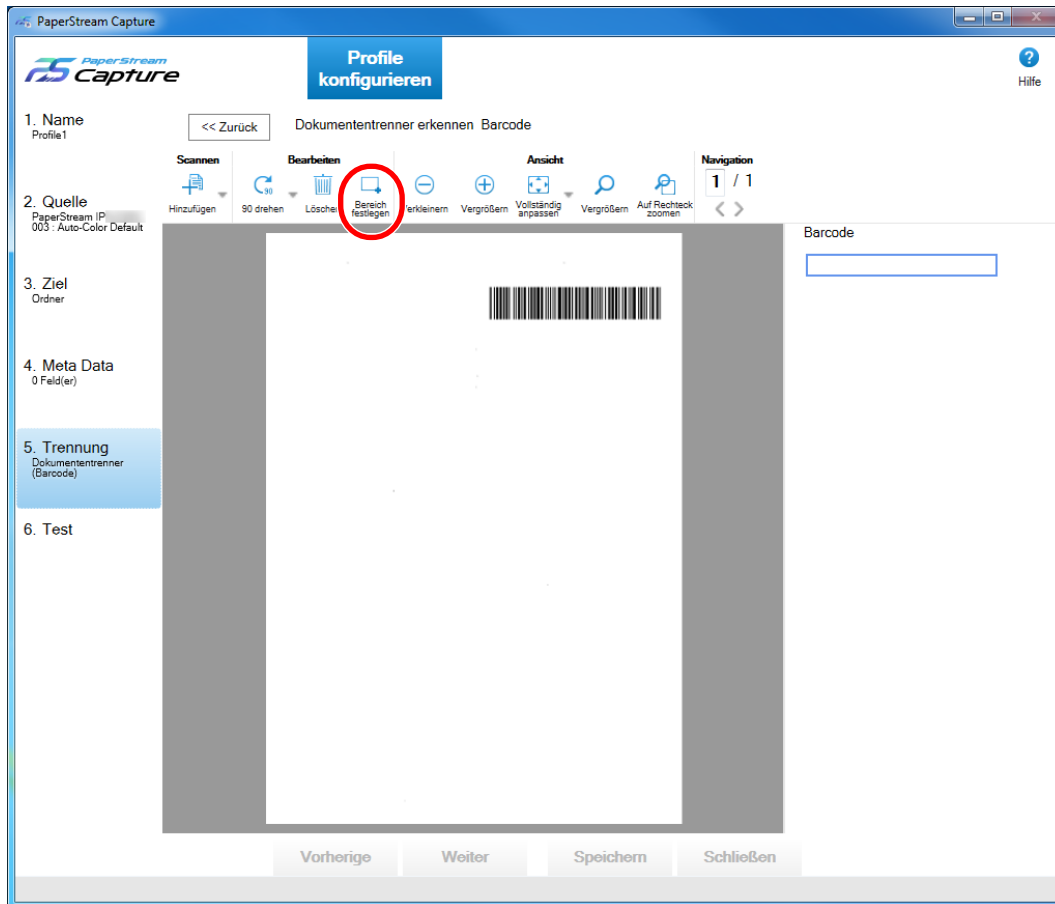 PaperStream Capture
PaperStream
Capture
Profile
konfigurieren
Hilfe
1. Name
Profile1
<< Zurück
Dokumententrenner erkennen Barcode
Scannen
Bearbeiten
Ansicht
Navigation
90
1 / 1
Hinzufügen
90 drehen
Löschen
Bereich
festlegen
Verkleinern
Vergrößern
Vollständig
anpassen
Vergrößern
Auf Rechteck
zoomen
2. Quelle
PaperStream IP
003 : Auto-Color Default
Barcode
3. Ziel
Ordner
4. Meta Data
0 Feld(er)
5. Trennung
Dokumententrenner
(Barcode)
6. Test
Vorherige
Weiter
Speichern
Schließen